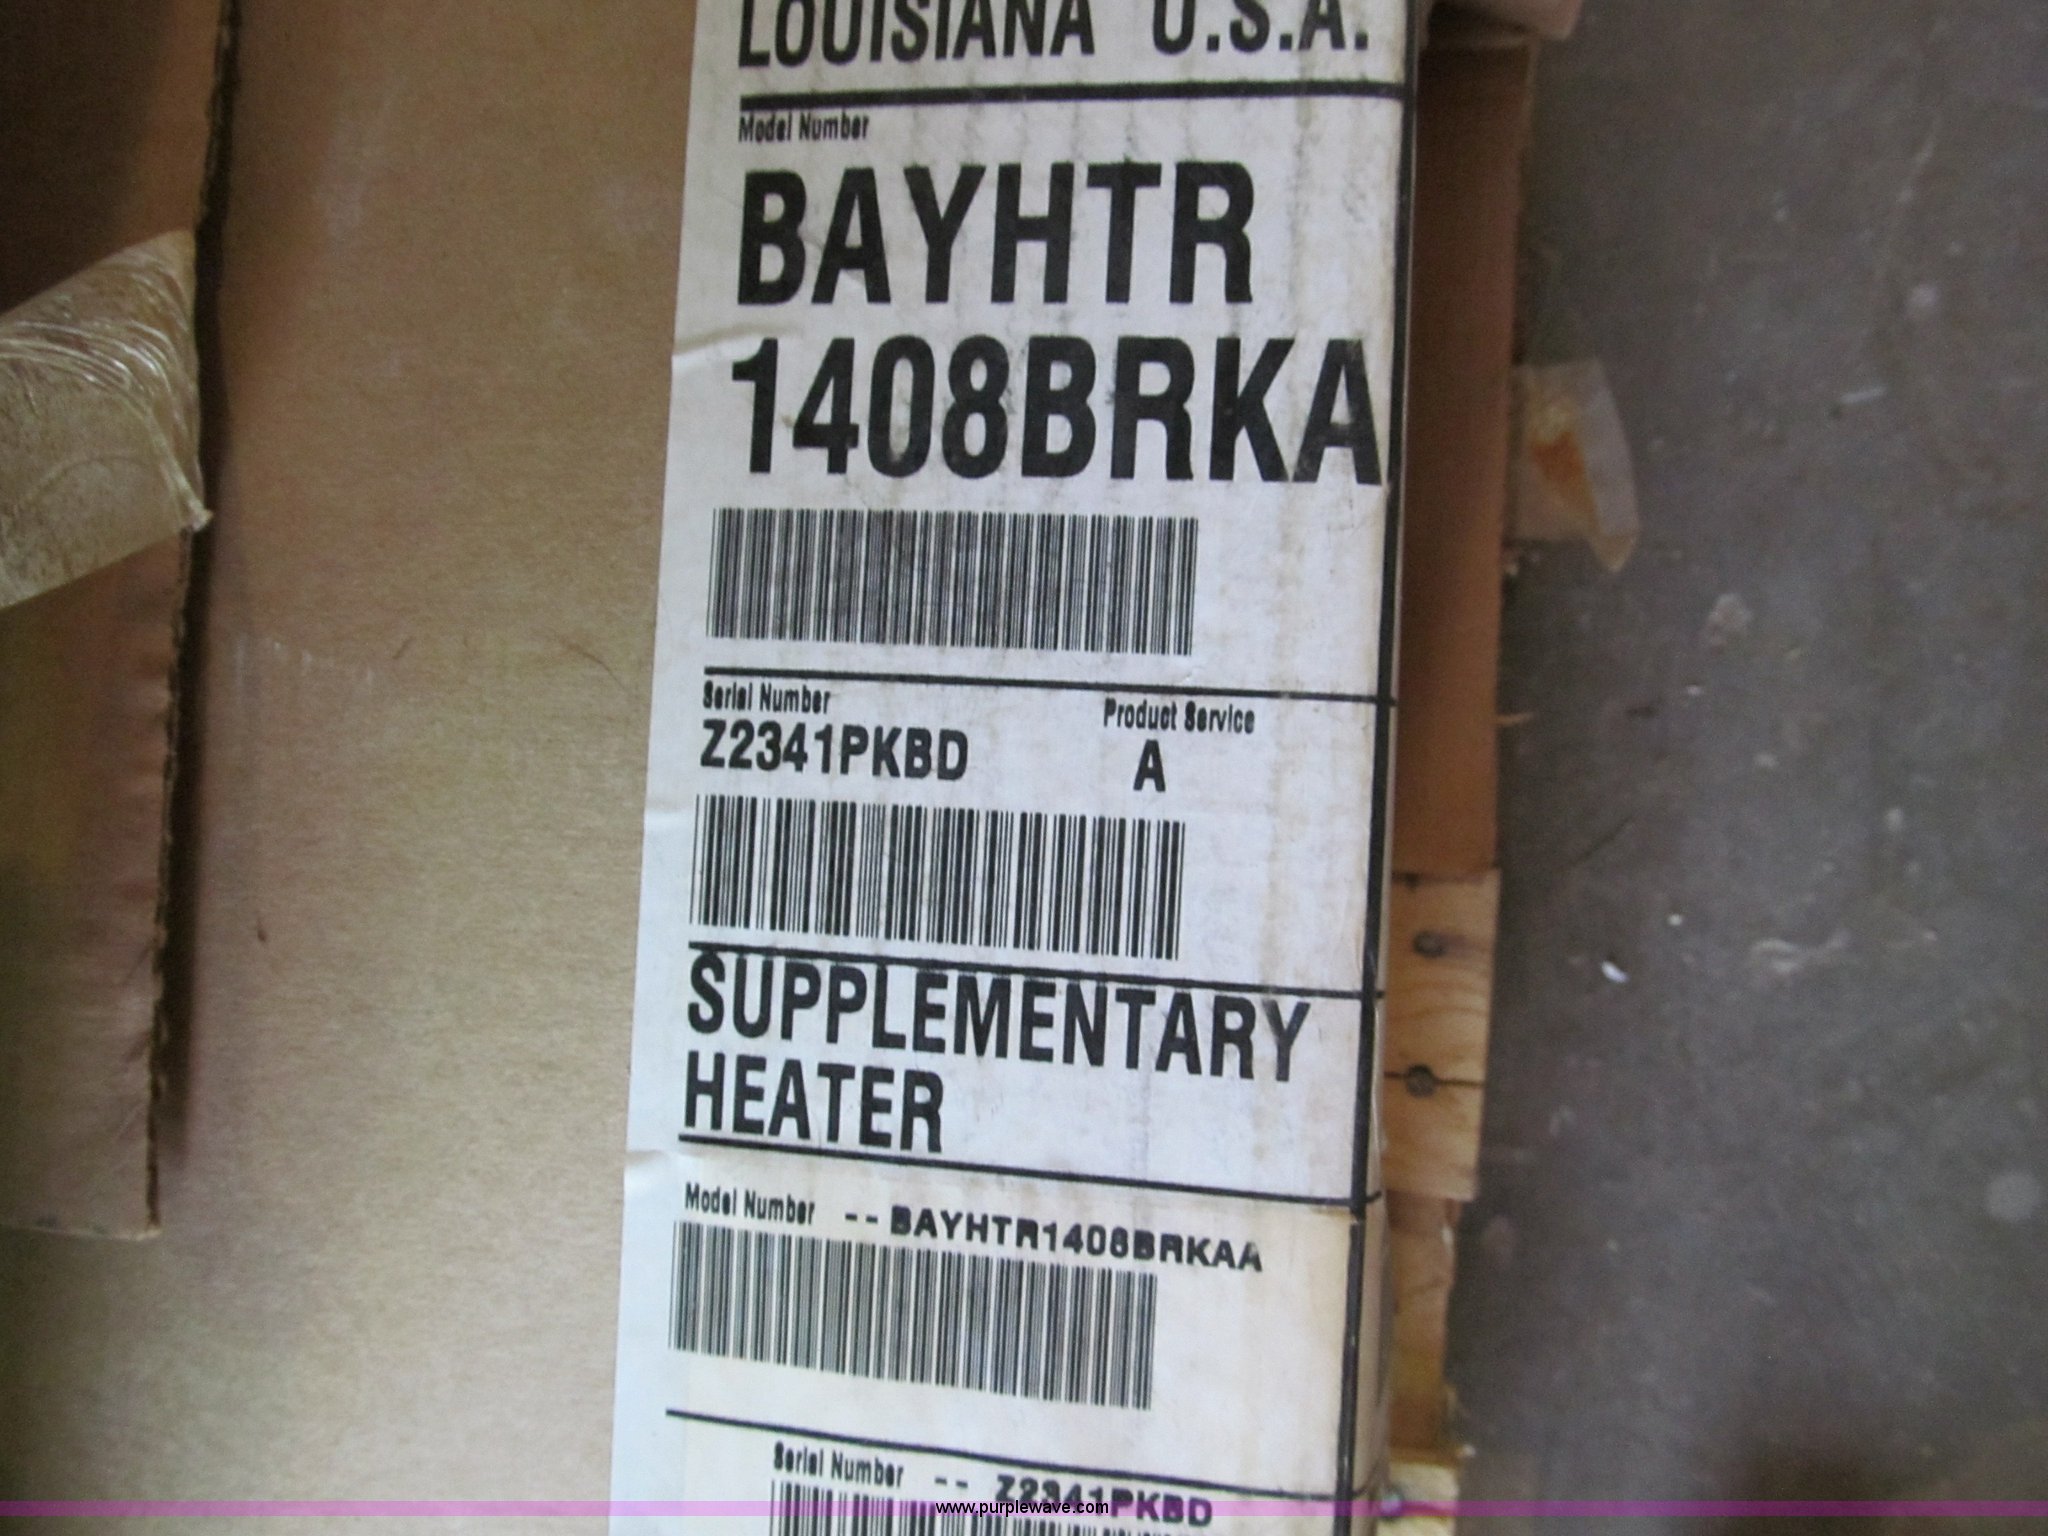 LOUISIANA U.S.A.
Model Number
BAYHTR
1408BRKA
Serial Number Product Service
Z2341PKBD A
SUPPLEMENTARY
HEATER
Model Number -- BAYHTR1408BRKAA
Serial Number -- Z2341PKBD
www.purplewave.com